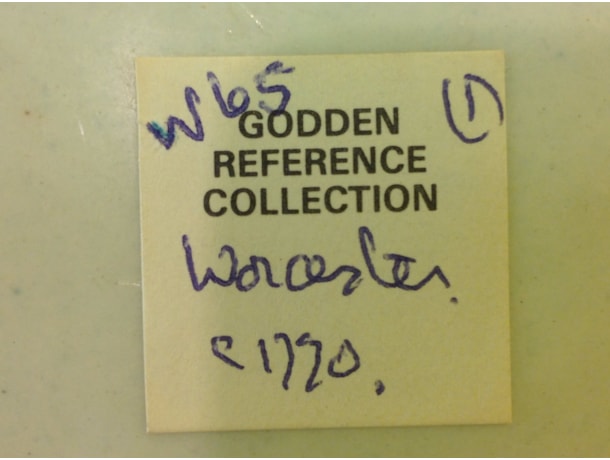 W65 (1)
GODDEN
REFERENCE
COLLECTION
Worcester.
c1770.